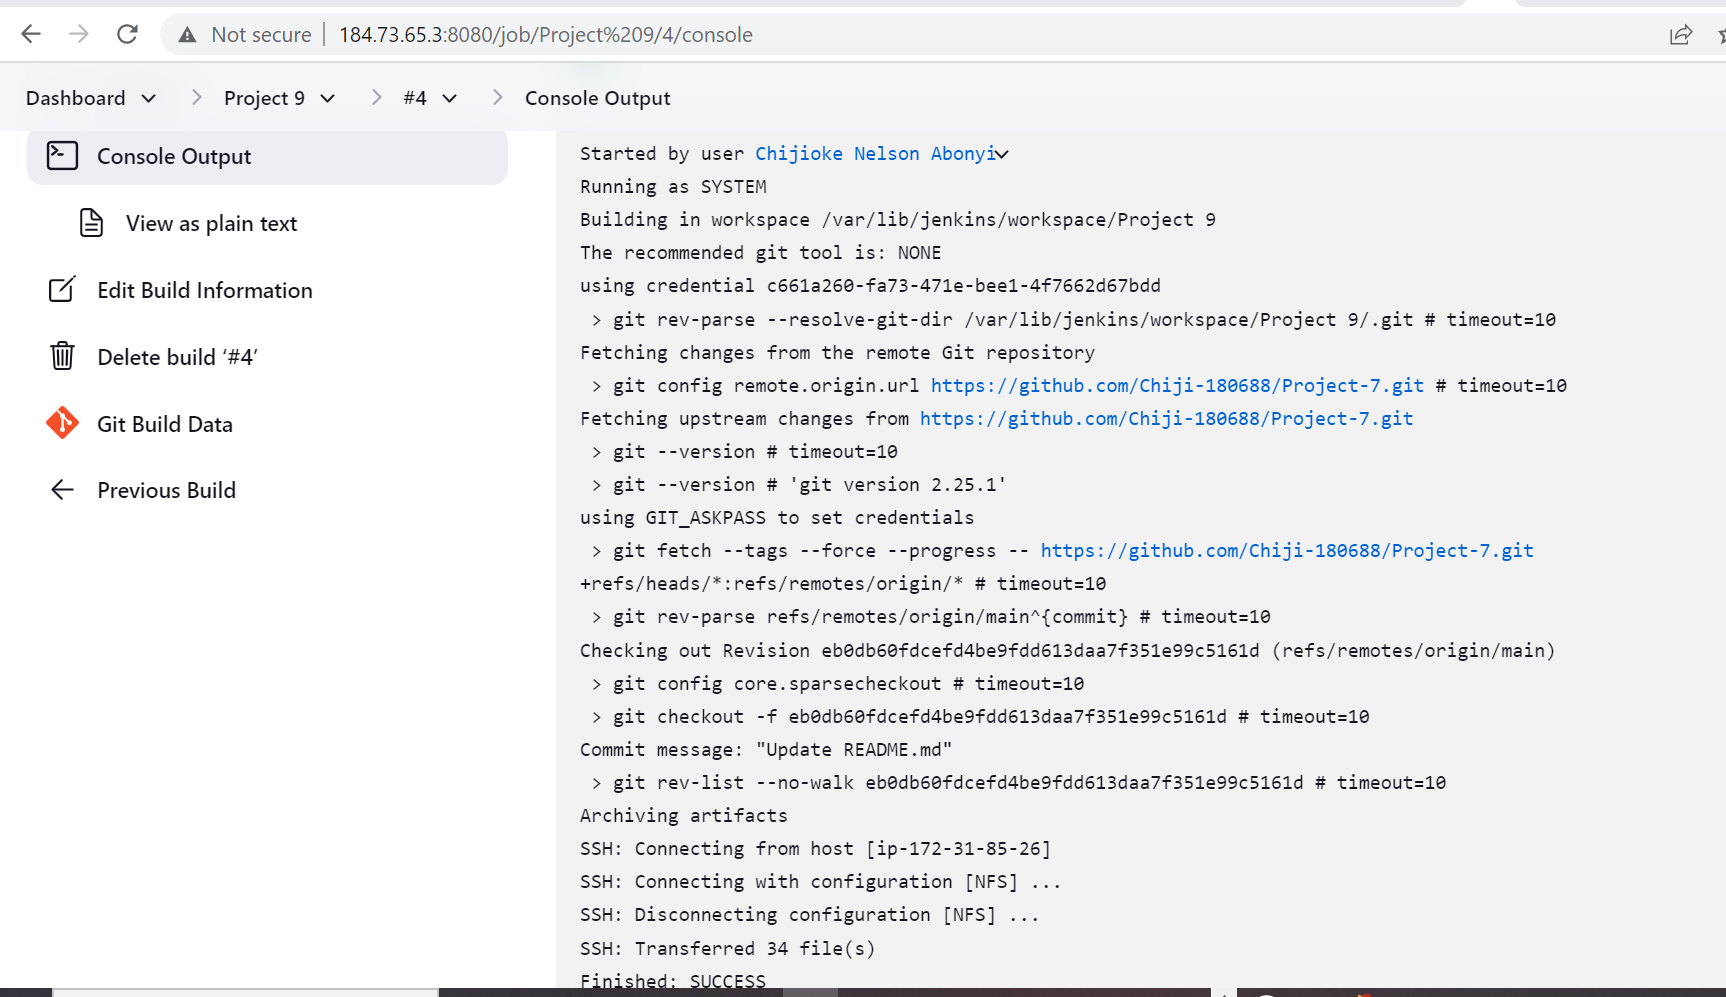 Not secure | 184.73.65.3:8080/job/Project%209/4/console
Dashboard > Project 9 > #4 > Console Output
Console Output
View as plain text
Edit Build Information
Delete build ‘#4’
Git Build Data
Previous Build
Started by user Chijioke Nelson Abonyi
Running as SYSTEM
Building in workspace /var/lib/jenkins/workspace/Project 9
The recommended git tool is: NONE
using credential c661a260-fa73-471e-bee1-4f7662d67bdd
 > git rev-parse --resolve-git-dir /var/lib/jenkins/workspace/Project 9/.git # timeout=10
Fetching changes from the remote Git repository
 > git config remote.origin.url https://github.com/Chiji-180688/Project-7.git # timeout=10
Fetching upstream changes from https://github.com/Chiji-180688/Project-7.git
 > git --version # timeout=10
 > git --version # 'git version 2.25.1'
using GIT_ASKPASS to set credentials
 > git fetch --tags --force --progress -- https://github.com/Chiji-180688/Project-7.git
+refs/heads/*:refs/remotes/origin/* # timeout=10
 > git rev-parse refs/remotes/origin/main^{commit} # timeout=10
Checking out Revision eb0db60fdcefd4be9fdd613daa7f351e99c5161d (refs/remotes/origin/main)
 > git config core.sparsecheckout # timeout=10
 > git checkout -f eb0db60fdcefd4be9fdd613daa7f351e99c5161d # timeout=10
Commit message: "Update README.md"
 > git rev-list --no-walk eb0db60fdcefd4be9fdd613daa7f351e99c5161d # timeout=10
Archiving artifacts
SSH: Connecting from host [ip-172-31-85-26]
SSH: Connecting with configuration [NFS] ...
SSH: Disconnecting configuration [NFS] ...
SSH: Transferred 34 file(s)
Finished: SUCCESS